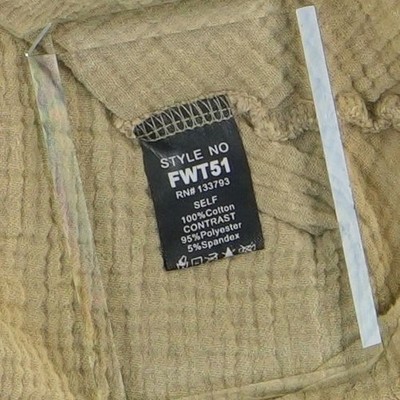 STYLE NO
FWT51
RN# 133793
SELF
100%Cotton
CONTRAST
95%Polyester
5%Spandex